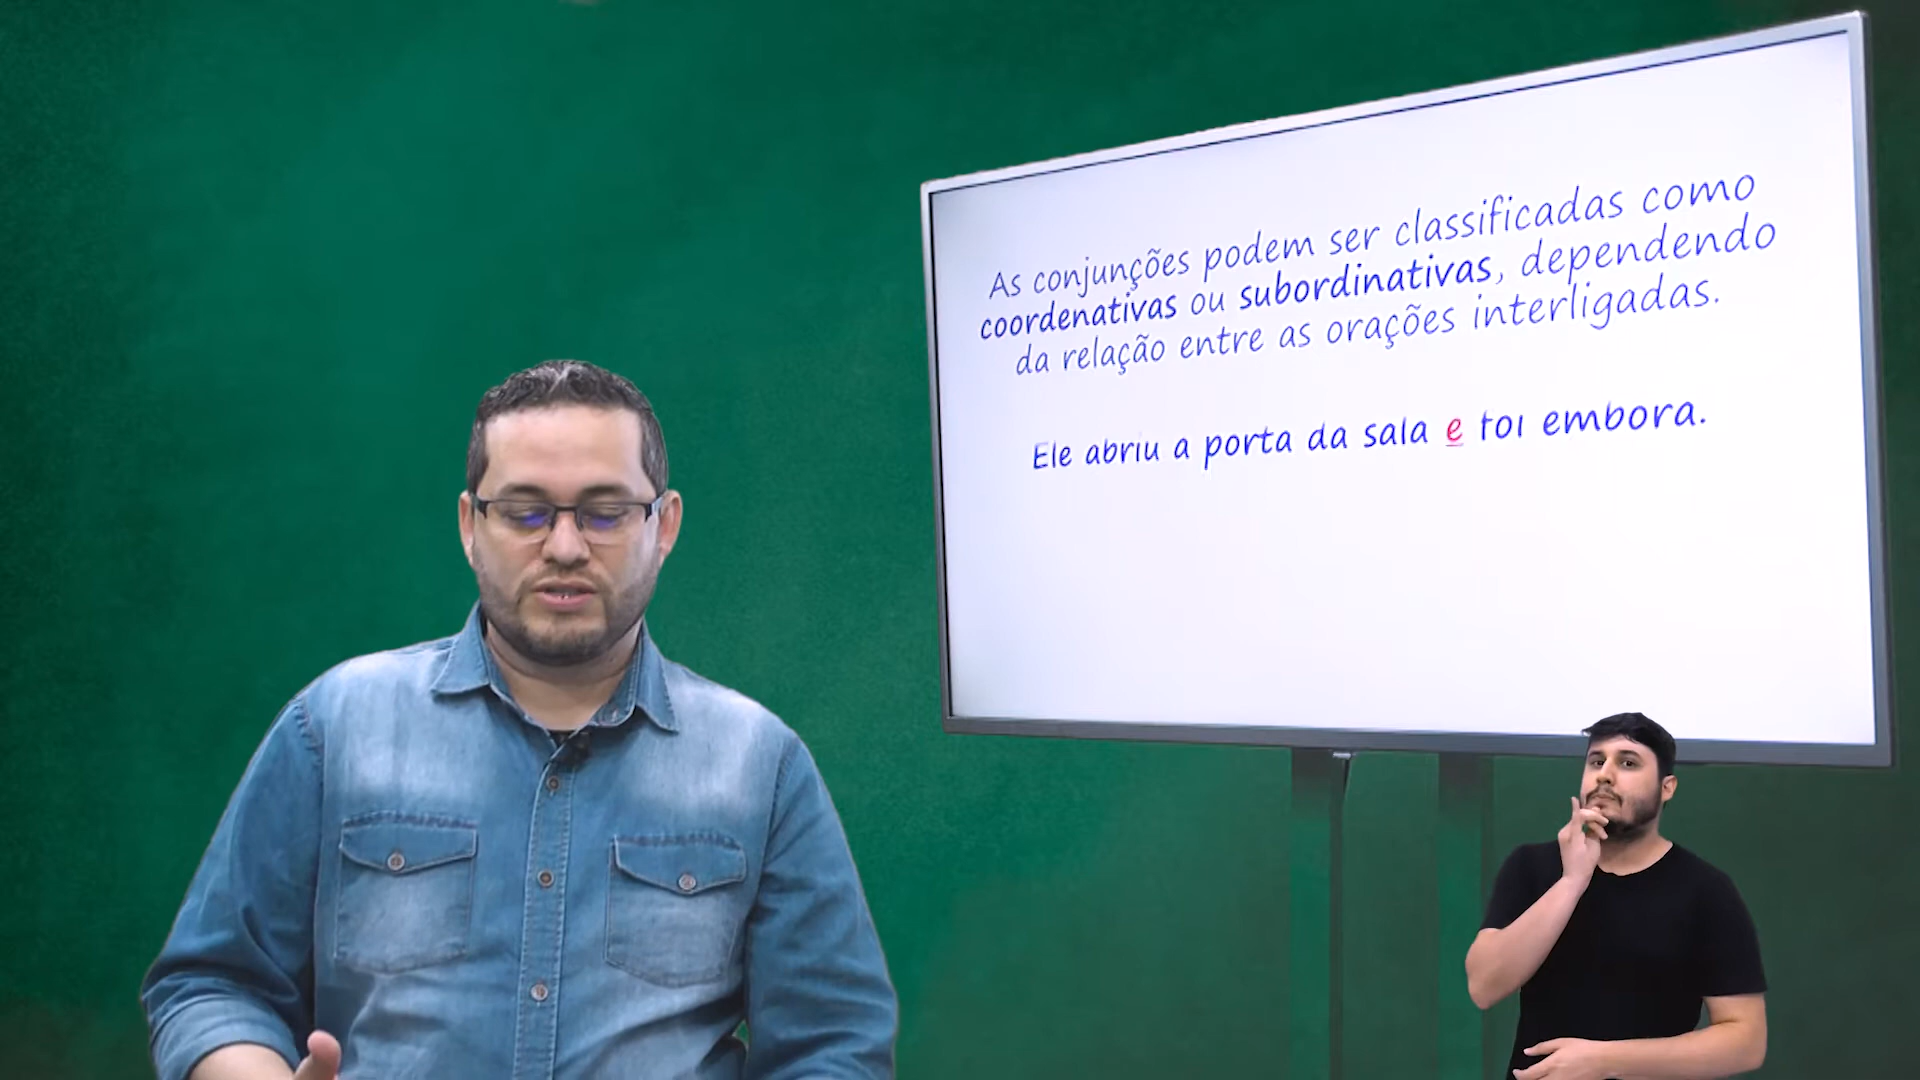 As conjunções podem ser classificadas como
coordenativas ou subordinativas, dependendo
da relação entre as orações interligadas.
Ele abriu a porta da sala e foi embora.